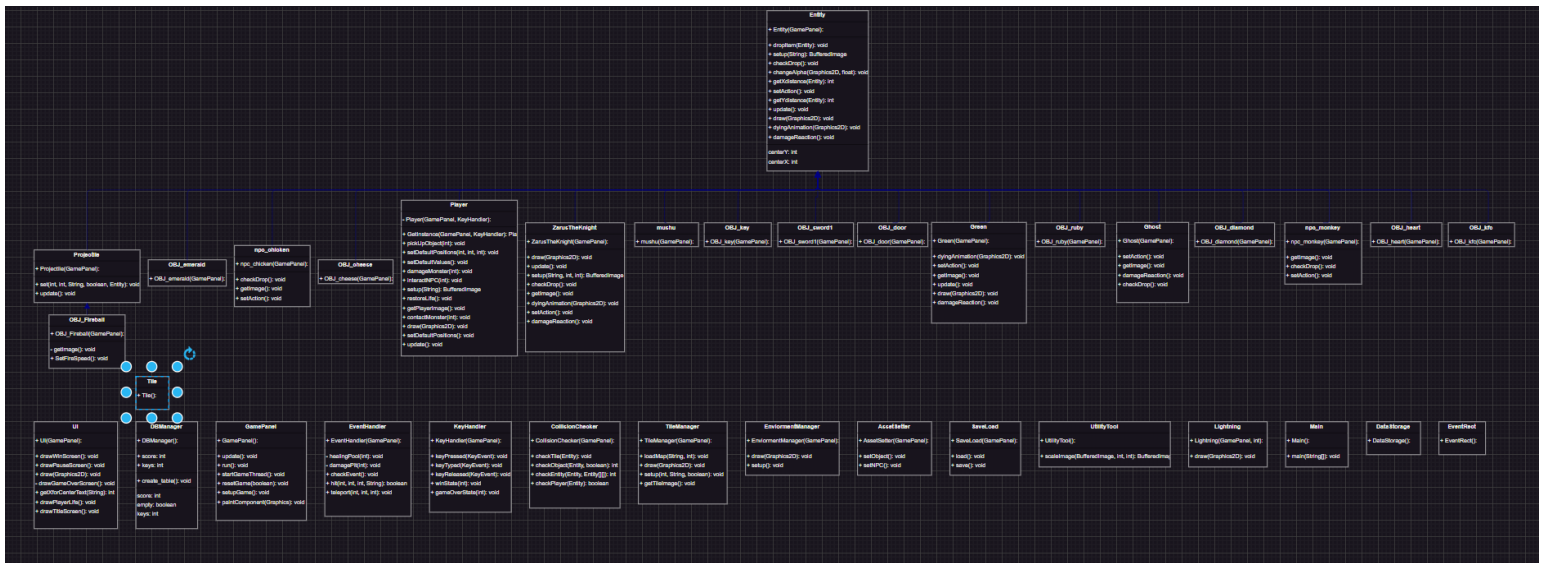 Entity
+ Entity(GamePanel):
+ dropItem(Entity): void
+ setup(String): BufferedImage
+ checkDrop(): void
+ changeAlpha(Graphics2D, float): void
+ getXdistance(Entity): int
+ setAction(): void
+ getYdistance(Entity): int
+ update(): void
+ draw(Graphics2D): void
+ dyingAnimation(Graphics2D): void
+ damageReaction(): void
centerY: int
centerX: int
Projectile
+ Projectile(GamePanel):
+ set(int, int, String, boolean, Entity): void
+ update(): void
OBJ_emerald
+ OBJ_emerald(GamePanel):
npc_chicken
+ npc_chicken(GamePanel):
+ checkDrop(): void
+ getImage(): void
+ setAction(): void
OBJ_cheese
+ OBJ_cheese(GamePanel):
Player
- Player(GamePanel, KeyHandler):
+ GetInstance(GamePanel, KeyHandler): Pla
+ pickUpObject(int): void
+ setDefaultPositions(int, int, int): void
+ setDefaultValues(): void
+ damageMonster(int): void
+ interactNPC(int): void
+ setup(String): BufferedImage
+ restoreLife(): void
+ getPlayerImage(): void
+ contactMonster(int): void
+ draw(Graphics2D): void
+ setDefaultPositions(): void
+ update(): void
ZarusTheKnight
+ ZarusTheKnight(GamePanel):
+ draw(Graphics2D): void
+ update(): void
+ setup(String, int, int): BufferedImage
+ checkDrop(): void
+ getImage(): void
+ dyingAnimation(Graphics2D): void
+ setAction(): void
+ damageReaction(): void
mushu
+ mushu(GamePanel):
OBJ_key
+ OBJ_key(GamePanel):
OBJ_sword1
+ OBJ_sword1(GamePanel):
OBJ_door
+ OBJ_door(GamePanel):
Green
+ Green(GamePanel):
+ dyingAnimation(Graphics2D): void
+ setAction(): void
+ getImage(): void
+ update(): void
+ draw(Graphics2D): void
+ damageReaction(): void
OBJ_ruby
+ OBJ_ruby(GamePanel):
Ghost
+ Ghost(GamePanel):
+ setAction(): void
+ getImage(): void
+ damageReaction(): void
+ checkDrop(): void
OBJ_diamond
+ OBJ_diamond(GamePanel):
npc_monkey
+ npc_monkey(GamePanel):
+ getImage(): void
+ checkDrop(): void
+ setAction(): void
OBJ_heart
+ OBJ_heart(GamePanel):
OBJ_kfc
+ OBJ_kfc(GamePanel):
OBJ_Fireball
+ OBJ_Fireball(GamePanel):
- getImage(): void
+ SetFireSpeed(): void
Tile
+ Tile():
UI
+ UI(GamePanel):
+ drawWinScreen(): void
+ drawPauseScreen(): void
+ draw(Graphics2D): void
+ drawGameOverScreen(): void
+ getXforCenterText(String): int
+ drawPlayerLife(): void
+ drawTitleScreen(): void
DBManager
+ DBManager():
+ score: int
+ keys: int
+ create_table(): void
score: int
empty: boolean
keys: int
GamePanel
+ GamePanel():
+ update(): void
+ run(): void
+ startGameThread(): void
+ resetGame(boolean): void
+ setupGame(): void
+ paintComponent(Graphics): void
EventHandler
+ EventHandler(GamePanel):
- healingPool(int): void
- damagePit(int): void
+ checkEvent(): void
+ hit(int, int, int, String): boolean
+ teleport(int, int, int): void
KeyHandler
+ KeyHandler(GamePanel):
+ keyPressed(KeyEvent): void
+ keyTyped(KeyEvent): void
+ keyReleased(KeyEvent): void
+ winState(int): void
+ gameOverState(int): void
CollisionChecker
+ CollisionChecker(GamePanel):
+ checkTile(Entity): void
+ checkObject(Entity, boolean): int
+ checkEntity(Entity, Entity[][]): int
+ checkPlayer(Entity): boolean
TileManager
+ TileManager(GamePanel):
+ loadMap(String, int): void
+ draw(Graphics2D): void
+ setup(int, String, boolean): void
+ getTileImage(): void
EnviormentManager
+ EnviormentManager(GamePanel):
+ draw(Graphics2D): void
+ setup(): void
AssetSetter
+ AssetSetter(GamePanel):
+ setObject(): void
+ setNPC(): void
SaveLoad
+ SaveLoad(GamePanel):
+ load(): void
+ save(): void
UtilityTool
+ UtilityTool():
+ scaleImage(BufferedImage, int, int): BufferedImag
Lightning
+ Lightning(GamePanel, int):
+ draw(Graphics2D): void
Main
+ Main():
+ main(String[]): void
DataStorage
+ DataStorage():
EventRect
+ EventRect():